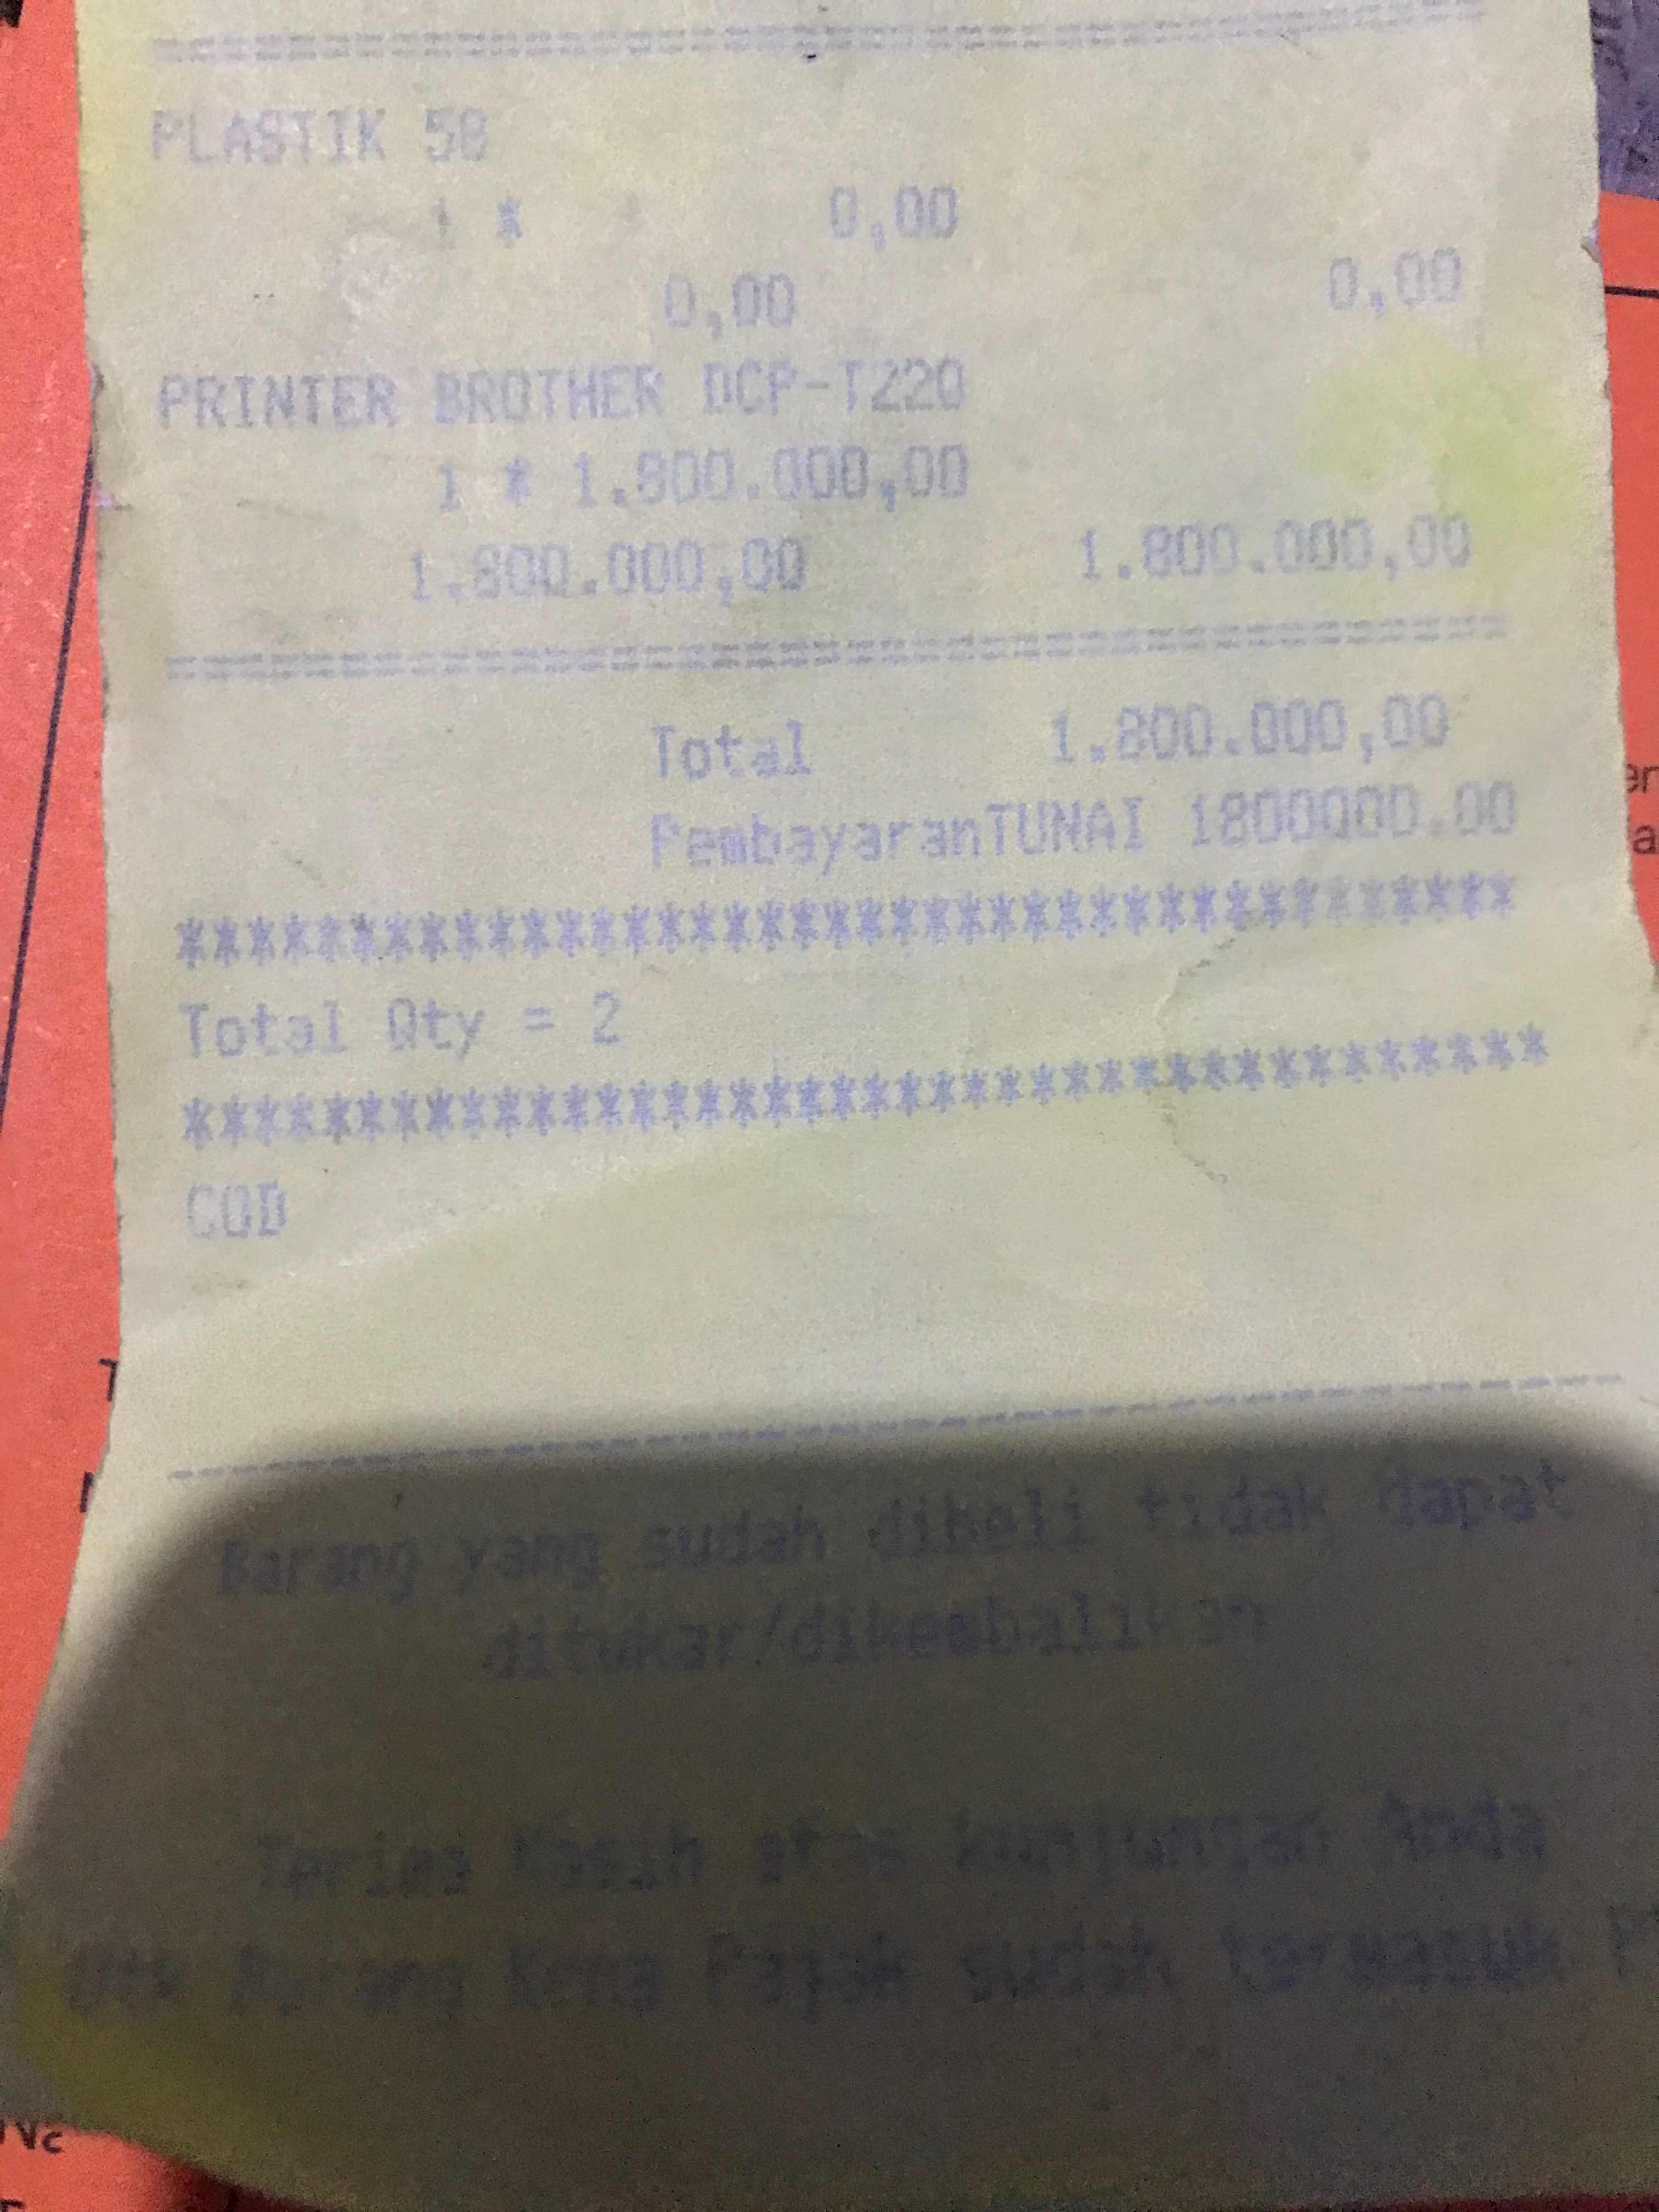 ================================
PLASTIK 50
1 * 0,00
0,00 0,00
PRINTER BROTHER DCP-T220
1 * 1.800.000,00
1.800.000,00 1.800.000,00
================================
Total 1.800.000,00
PembayaranTUNAI 1800000.00
****************************************
Total Qty = 2
****************************************
COD
----------------------------------------
Barang yang sudah dibeli tidak dapat
ditukar/dikembalikan
Terima Kasih atas kunjungan Anda
Utk Barang Kena Pajak sudah termasuk